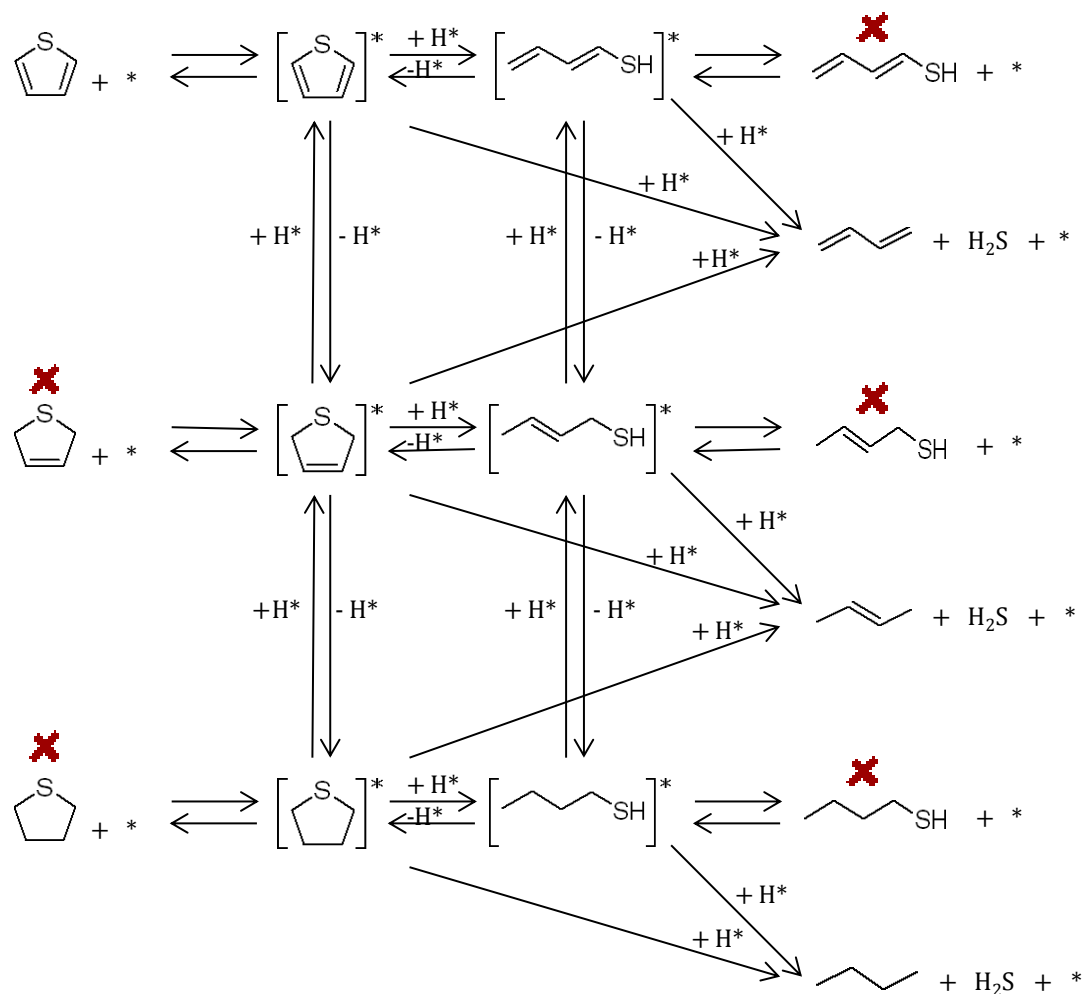 S S * + H* *
+ * -H* SH SH + *
+ H*
+ H*
+ H* - H* + H* - H* + H₂S + *
+H*
S S * + H* *
+ * -H* SH SH + *
+ H*
+ H*
+H* - H* + H* - H* + H₂S + *
+ H*
S S * + H* *
+ * -H* SH SH + *
+ H*
+ H*
+ H₂S + *